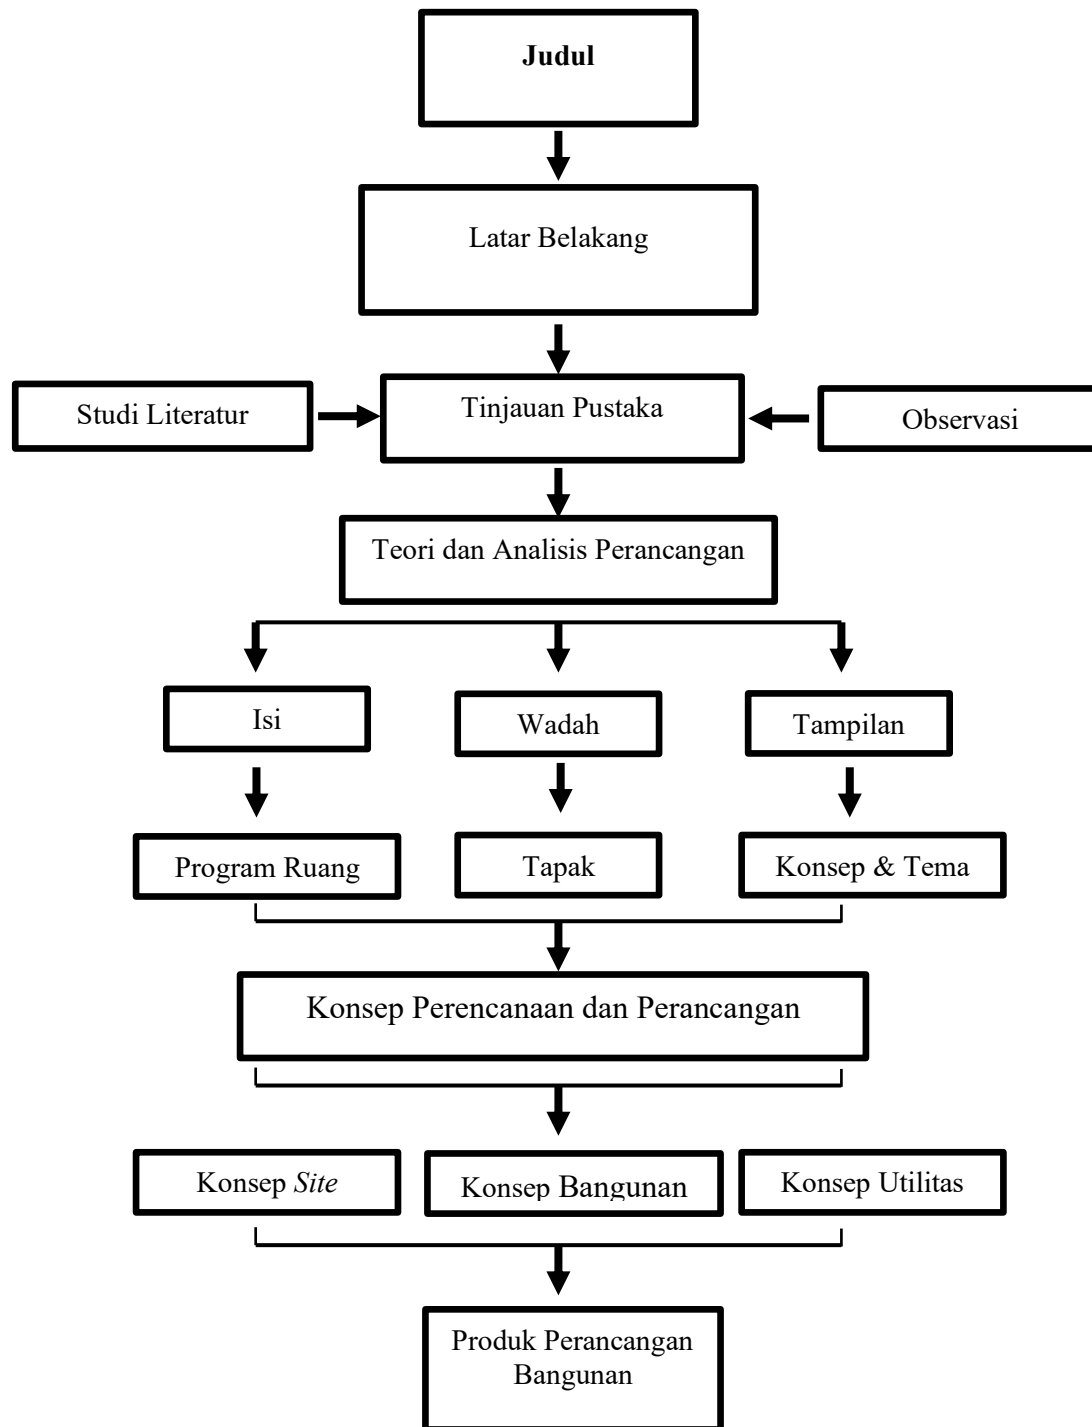 Judul
Latar Belakang
Studi Literatur
Tinjauan Pustaka
Observasi
Teori dan Analisis Perancangan
Isi
Wadah
Tampilan
Program Ruang
Tapak
Konsep & Tema
Konsep Perencanaan dan Perancangan
Konsep Site
Konsep Bangunan
Konsep Utilitas
Produk Perancangan
Bangunan